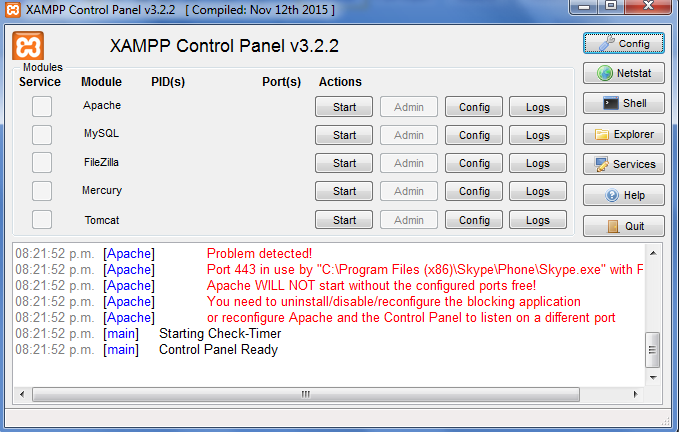 XAMPP Control Panel v3.2.2 [ Compiled: Nov 12th 2015 ]
XAMPP Control Panel v3.2.2
Config
Modules
Service Module PID(s) Port(s) Actions
Netstat
Apache Start Admin Config Logs
Shell
MySQL Start Admin Config Logs
Explorer
FileZilla Start Admin Config Logs
Services
Mercury Start Admin Config Logs
Help
Tomcat Start Admin Config Logs
Quit
08:21:52 p.m. [Apache] Problem detected!
08:21:52 p.m. [Apache] Port 443 in use by "C:\Program Files (x86)\Skype\Phone\Skype.exe" with
08:21:52 p.m. [Apache] Apache WILL NOT start without the configured ports free!
08:21:52 p.m. [Apache] You need to uninstall/disable/reconfigure the blocking application
08:21:52 p.m. [Apache] or reconfigure Apache and the Control Panel to listen on a different port
08:21:52 p.m. [main] Starting Check-Timer
08:21:52 p.m. [main] Control Panel Ready